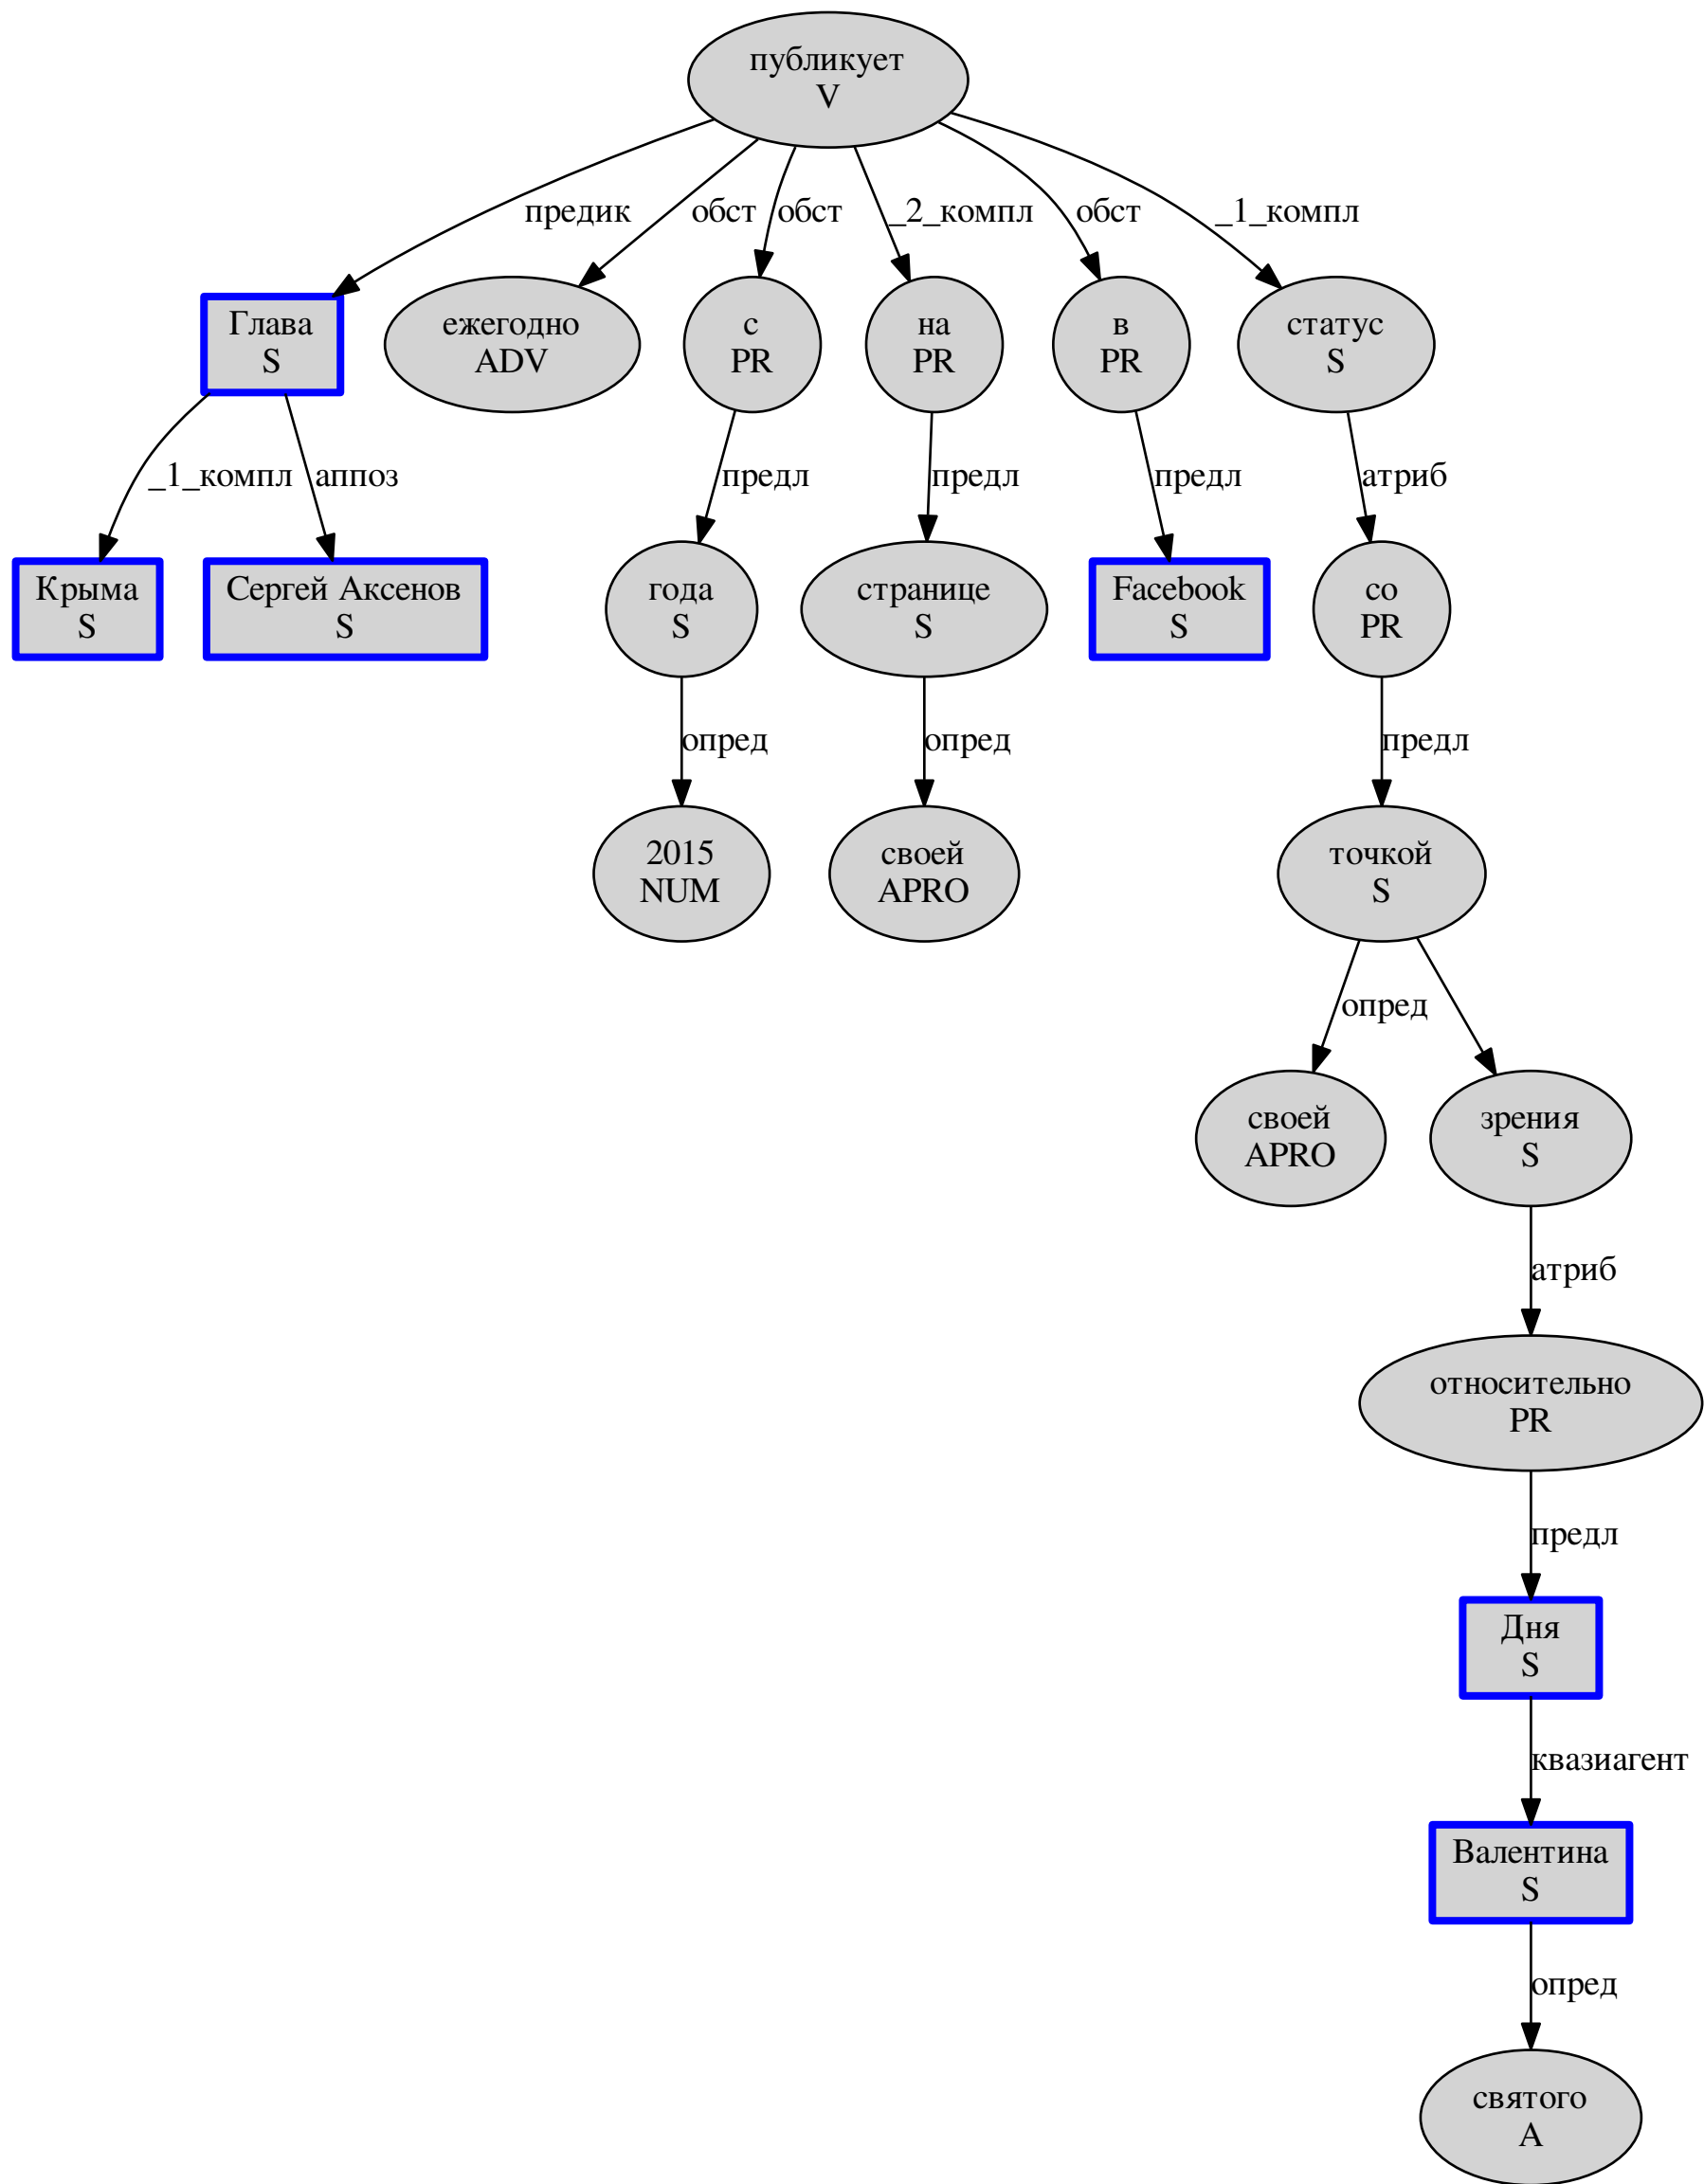 публикует
V
предик
обст
обст
_2_компл
обст
_1_компл
Глава
S
ежегодно
ADV
с
PR
на
PR
в
PR
статус
S
_1_компл
аппоз
предл
предл
предл
атриб
Крыма
S
Сергей Аксенов
S
года
S
странице
S
Facebook
S
со
PR
опред
опред
предл
2015
NUM
своей
APRO
точкой
S
опред
своей
APRO
зрения
S
атриб
относительно
PR
предл
Дня
S
квазиагент
Валентина
S
опред
святого
A